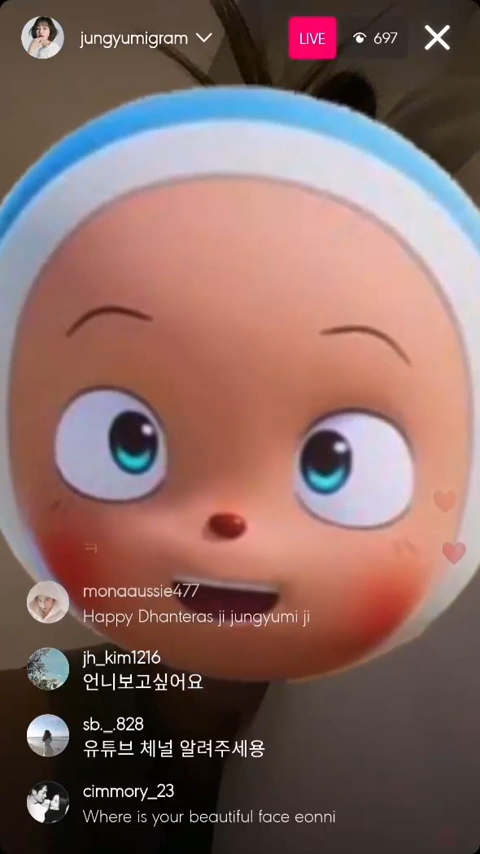 jungyumigram
LIVE
697
ㅋ
monaaussie477
Happy Dhanteras ji jungyumi ji
jh_kim1216
언니보고싶어요
sb._.828
유튜브 체널 알려주세용
cimmory_23
Where is your beautiful face eonni